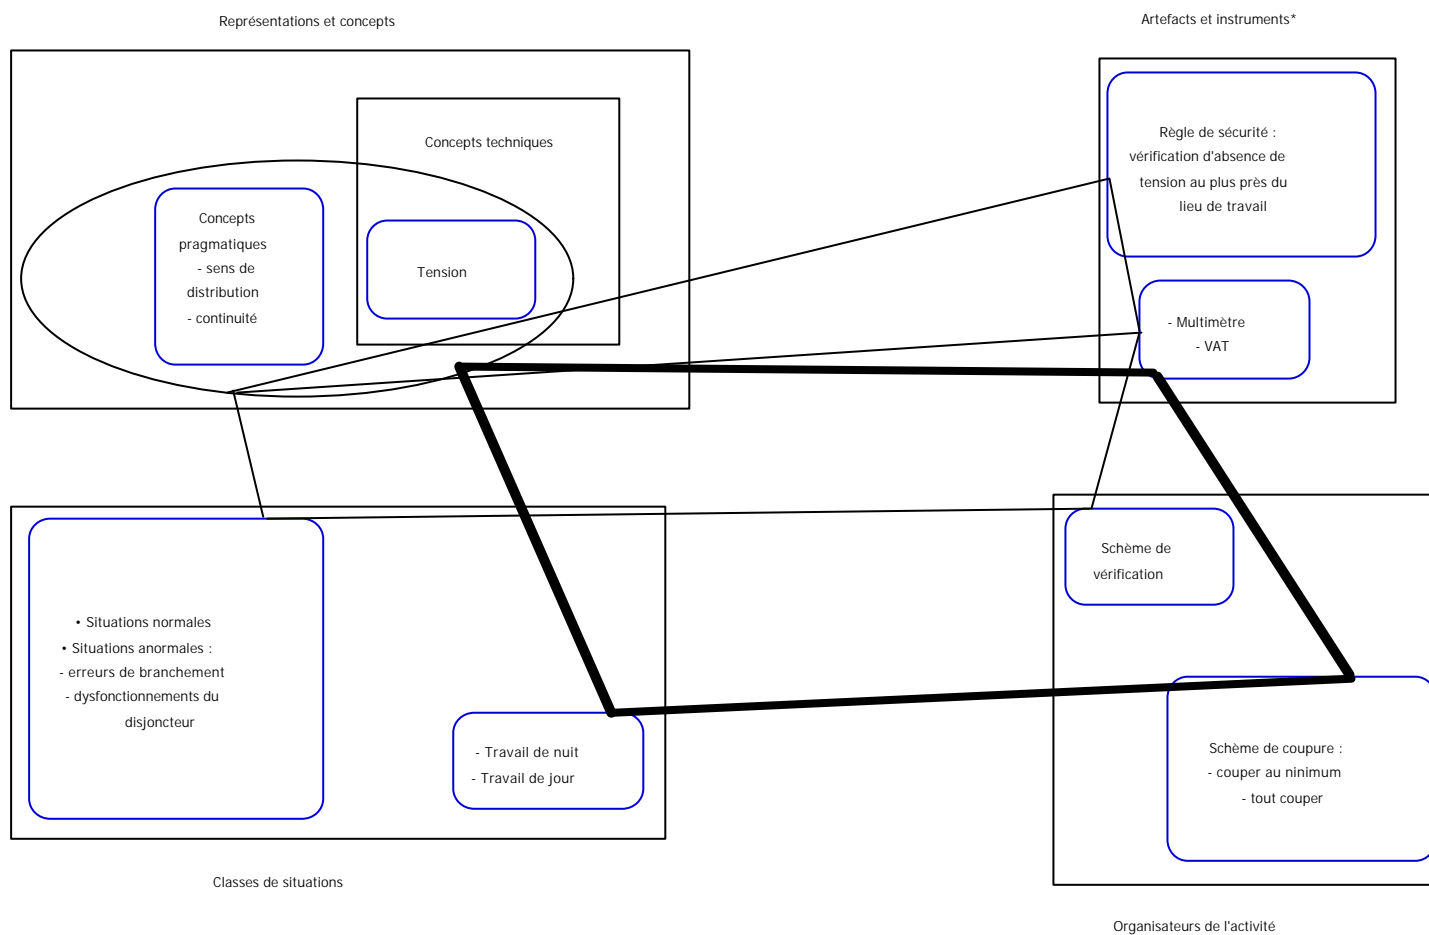 Représentations et concepts
Artefacts et instruments*
Concepts techniques
Concepts
pragmatiques
- sens de
distribution
- continuité
Tension
Règle de sécurité :
vérification d'absence de
tension au plus près du
lieu de travail
- Multimètre
- VAT
• Situations normales
• Situations anormales :
- erreurs de branchement
- dysfonctionnements du
disjoncteur
- Travail de nuit
- Travail de jour
Schème de
vérification
Schème de coupure :
- couper au ninimum
- tout couper
Classes de situations
Organisateurs de l'activité